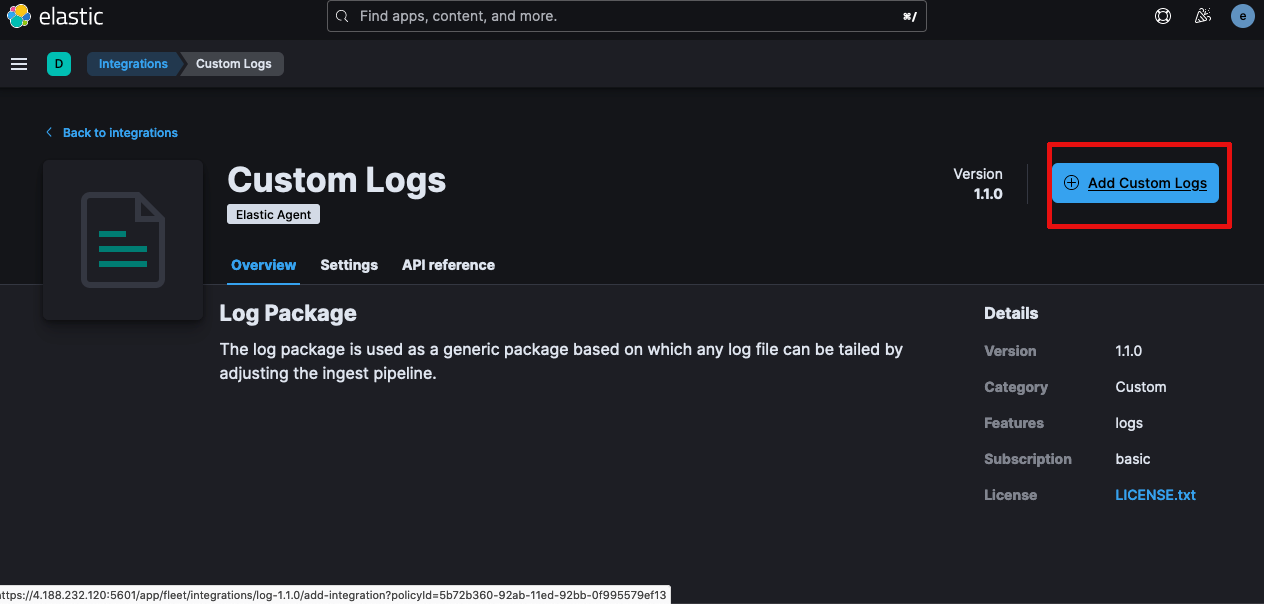 elastic
Find apps, content, and more.
⌘/
e
D
Integrations
Custom Logs
Back to integrations
Custom Logs
Elastic Agent
Version
1.1.0
Add Custom Logs
Overview
Settings
API reference
Log Package
The log package is used as a generic package based on which any log file can be tailed by
adjusting the ingest pipeline.
Details
Version 1.1.0
Category Custom
Features logs
Subscription basic
License LICENSE.txt
ttps://4.188.232.120:5601/app/fleet/integrations/log-1.1.0/add-integration?policyId=5b72b360-92ab-11ed-92bb-0f995579ef13